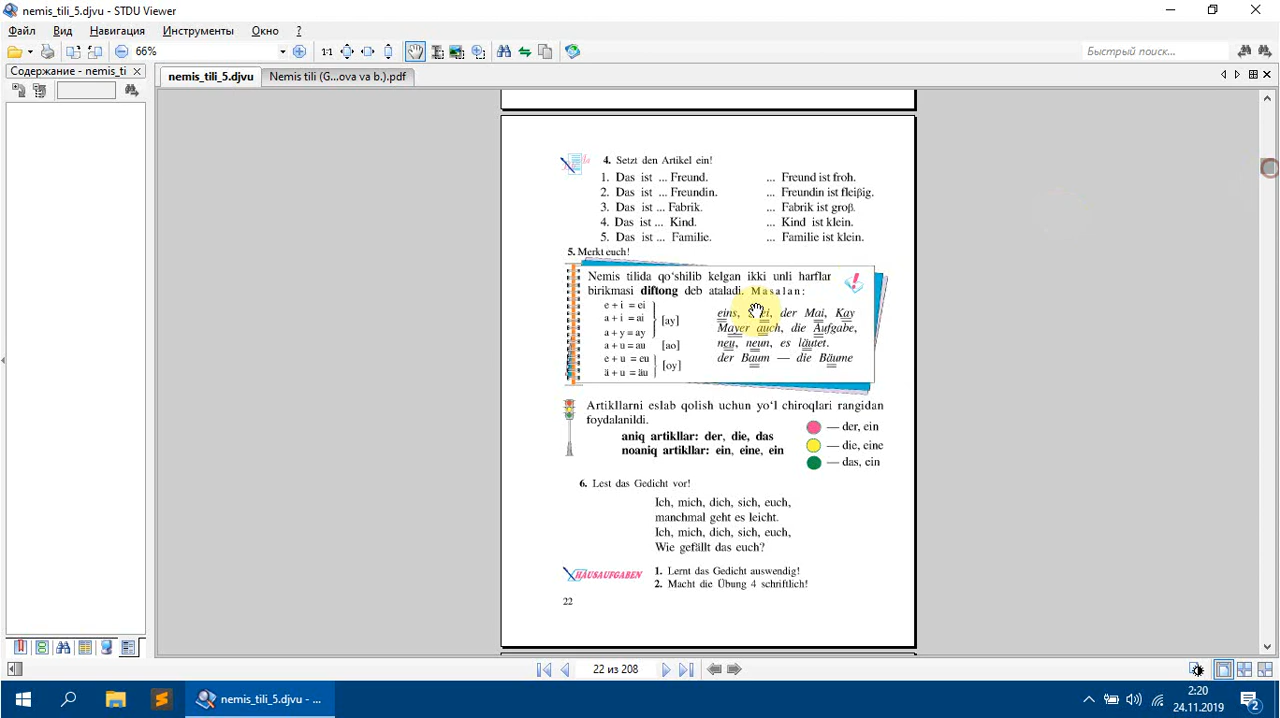 nemis_tili_5.djvu - STDU Viewer
Файл Вид Навигация Инструменты Окно ?
66%
1:1
Быстрый поиск...
Содержание - nemis_ti
nemis_tili_5.djvu
Nemis tili (G...ova va b.).pdf
4. Setzt den Artikel ein!
1. Das ist ... Freund. ... Freund ist froh.
2. Das ist ... Freundin. ... Freundin ist fleiβig.
3. Das ist ... Fabrik. ... Fabrik ist groβ.
4. Das ist ... Kind. ... Kind ist klein.
5. Das ist ... Familie. ... Familie ist klein.
5. Merkt euch!
Nemis tilida qo‘shilib kelgan ikki unli harflar
birikmasi diftong deb ataladi. Masalan:
e + i = ei
a + i = ai
a + y = ay
[ay]
a + u = au [ao]
e + u = eu
ä + u = äu
[oy]
eins, der Mai, Kay
Mayer auch, die Aufgabe,
neu, neun, es läutet.
der Baum — die Bäume
Artikllarni eslab qolish uchun yo‘l chiroqlari rangidan
foydalanildi.
aniq artikllar: der, die, das
noaniq artikllar: ein, eine, ein
— der, ein
— die, eine
— das, ein
6. Lest das Gedicht vor!
Ich, mich, dich, sich, euch,
manchmal geht es leicht.
Ich, mich, dich, sich, euch,
Wie gefällt das euch?
HAUSAUFGABEN
1. Lernt das Gedicht auswendig!
2. Macht die Übung 4 schriftlich!
22
22 из 208
nemis_tili_5.djvu - ...
2:20
24.11.2019
2